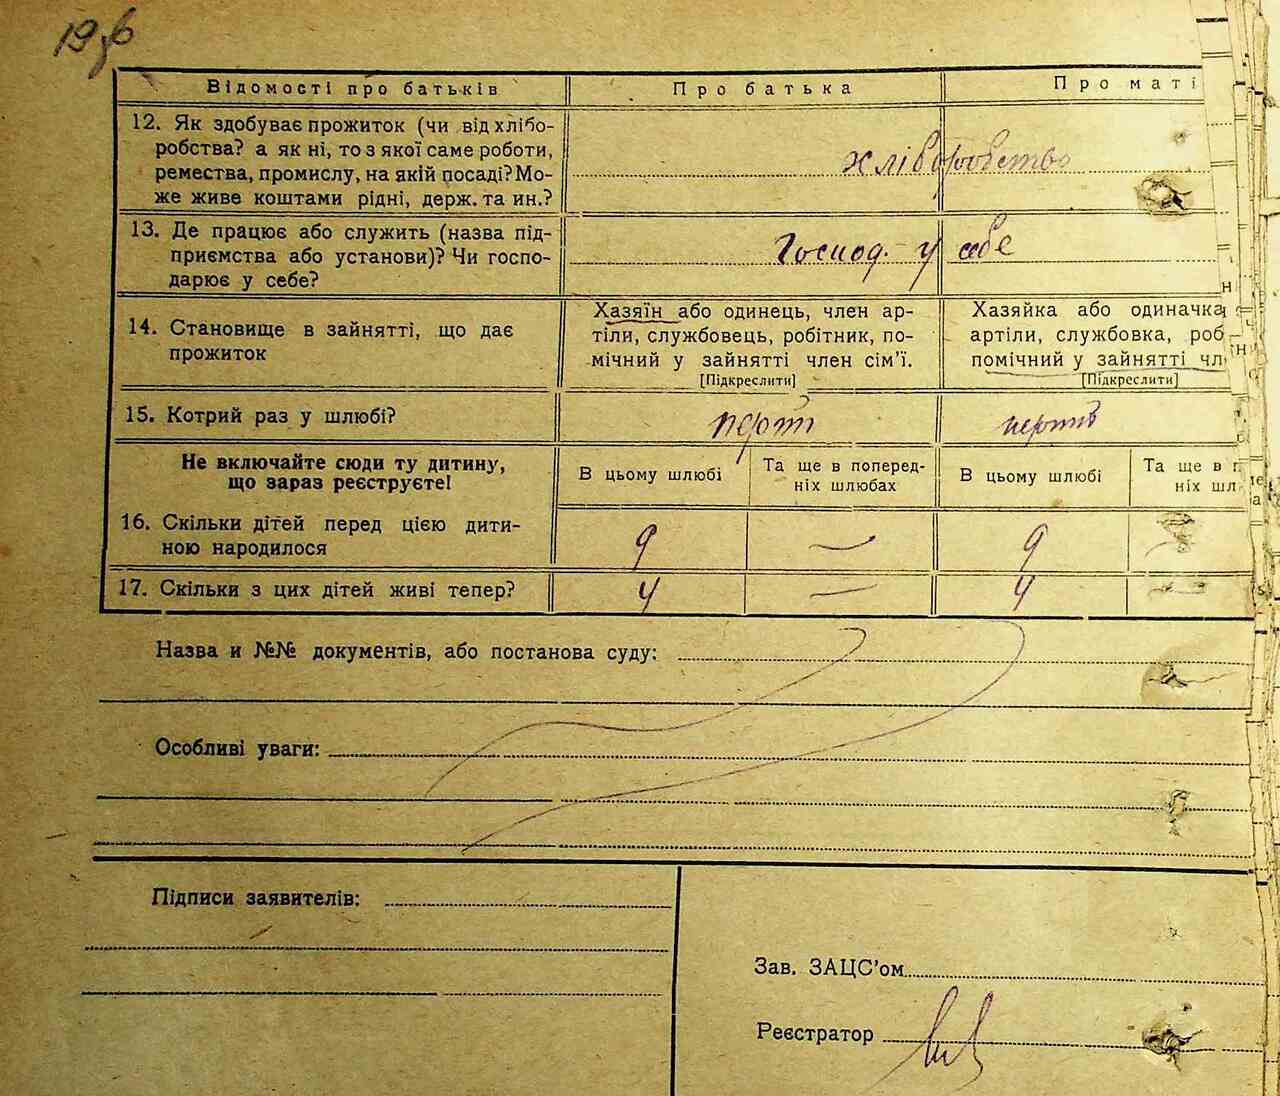 19 зв
Відомості про батьків Про батька Про маті
12. Як здобуває прожиток (чи від хлібо-
робства? а як ні, то з якої саме роботи,
ремества, промислу, на якій посаді? Мо-
же живе коштами рідні, держ. та ин.?
хліборобство
13. Де працює або служить (назва під-
приємства або установи)? Чи госпо-
дарює у себе?
Господ. у себе
14. Становище в зайнятті, що дає
прожиток
Хазяїн або одинець, член ар-
тіли, службовець, робітник, по-
мічний у зайнятті член сім'ї.
[Підкреслити]
Хазяйка або одиначка
артіли, службовка, роб
помічний у зайнятті чл
[Підкреслити]
15. Котрий раз у шлюбі? перший перший
Не включайте сюди ту дитину,
що зараз реєструєте!
В цьому шлюбі
Та ще в поперед-
ніх шлюбах
В цьому шлюбі
Та ще в п
ніх шл
16. Скільки дітей перед цією дити-
ною народилося
9 — 9 —
17. Скільки з цих дітей живі тепер? 4 — 4 —
Назва и №№ документів, або постанова суду:
Особливі уваги:
Підписи заявителів:
Зав. ЗАЦС'ом
Реєстратор